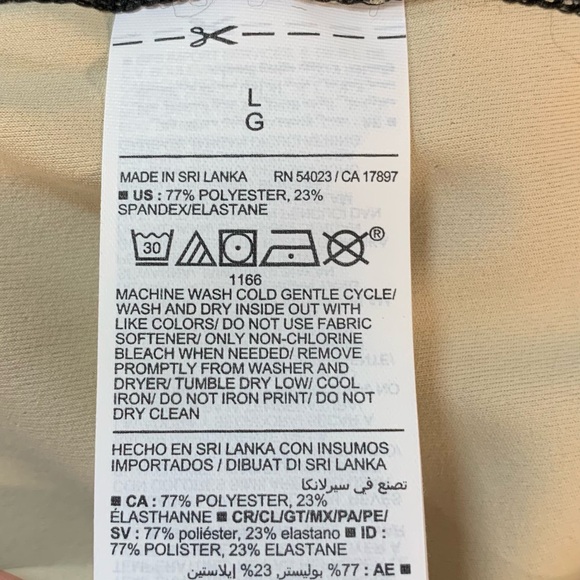 L
G
MADE IN SRI LANKA RN 54023 / CA 17897
US : 77% POLYESTER, 23%
SPANDEX/ELASTANE
30 ®
1166
MACHINE WASH COLD GENTLE CYCLE/
WASH AND DRY INSIDE OUT WITH
LIKE COLORS/ DO NOT USE FABRIC
SOFTENER/ ONLY NON-CHLORINE
BLEACH WHEN NEEDED/ REMOVE
PROMPTLY FROM WASHER AND
DRYER/ TUMBLE DRY LOW/ COOL
IRON/ DO NOT IRON PRINT/ DO NOT
DRY CLEAN
HECHO EN SRI LANKA CON INSUMOS
IMPORTADOS / DIBUAT DI SRI LANKA
تصنع في سيرلانكا
CA : 77% POLYESTER, 23%
ÉLASTHANNE CR/CL/GT/MX/PA/PE/
SV : 77% poliéster, 23% elastano ID :
77% POLISTER, 23% ELASTANE
AE : 77% بوليستر, 23% إيلاستين